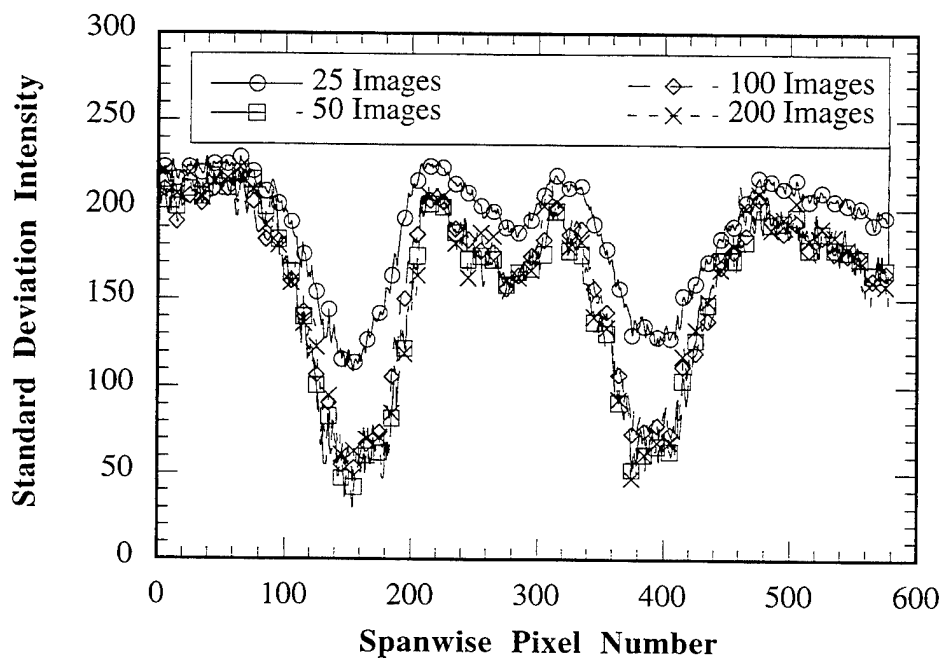 300
250
200
150
100
50
0
Standard Deviation Intensity
25 Images
50 Images
100 Images
200 Images
0 100 200 300 400 500 600
Spanwise Pixel Number